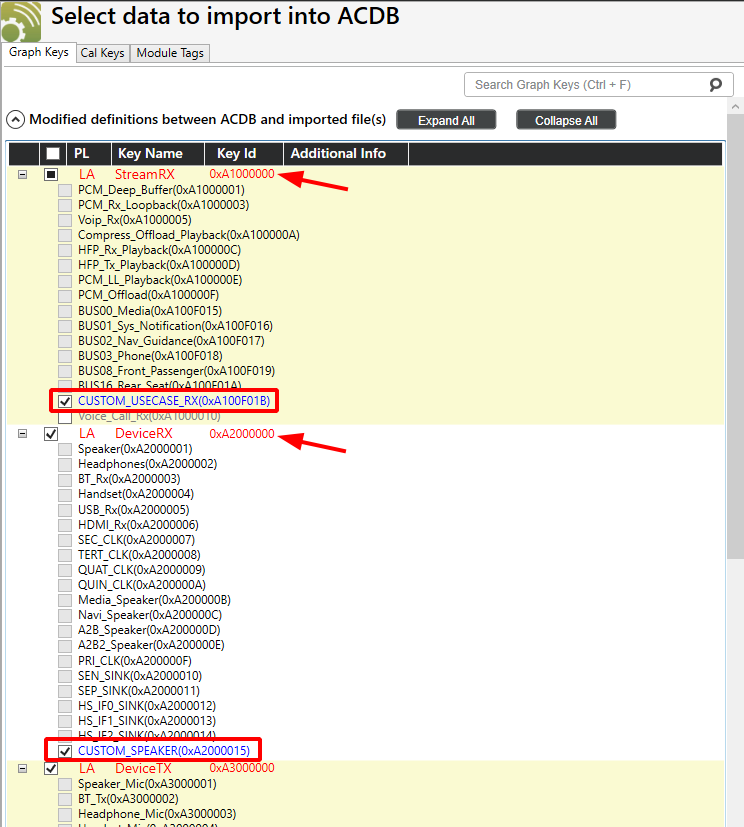 Select data to import into ACDB
Graph Keys Cal Keys Module Tags
Search Graph Keys (Ctrl + F)
Modified definitions between ACDB and imported file(s) Expand All Collapse All
PL Key Name Key Id Additional Info
LA StreamRX 0xA1000000
PCM_Deep_Buffer(0xA1000001)
PCM_Rx_Loopback(0xA1000003)
Voip_Rx(0xA1000005)
Compress_Offload_Playback(0xA100000A)
HFP_Rx_Playback(0xA100000C)
HFP_Tx_Playback(0xA100000D)
PCM_LL_Playback(0xA100000E)
PCM_Offload(0xA100000F)
BUS00_Media(0xA100F015)
BUS01_Sys_Notification(0xA100F016)
BUS02_Nav_Guidance(0xA100F017)
BUS03_Phone(0xA100F018)
BUS08_Front_Passenger(0xA100F019)
BUS16_Rear_Seat(0xA100F01A)
CUSTOM_USECASE_RX(0xA100F01B)
Voice_Call_Rx(0xA1000010)
LA DeviceRX 0xA2000000
Speaker(0xA2000001)
Headphones(0xA2000002)
BT_Rx(0xA2000003)
Handset(0xA2000004)
USB_Rx(0xA2000005)
HDMI_Rx(0xA2000006)
SEC_CLK(0xA2000007)
TERT_CLK(0xA2000008)
QUAT_CLK(0xA2000009)
QUIN_CLK(0xA200000A)
Media_Speaker(0xA200000B)
Navi_Speaker(0xA200000C)
A2B_Speaker(0xA200000D)
A2B2_Speaker(0xA200000E)
PRI_CLK(0xA200000F)
SEN_SINK(0xA2000010)
SEP_SINK(0xA2000011)
HS_IF0_SINK(0xA2000012)
HS_IF1_SINK(0xA2000013)
HS_IF2_SINK(0xA2000014)
CUSTOM_SPEAKER(0xA2000015)
LA DeviceTX 0xA3000000
Speaker_Mic(0xA3000001)
BT_Tx(0xA3000002)
Headphone_Mic(0xA3000003)